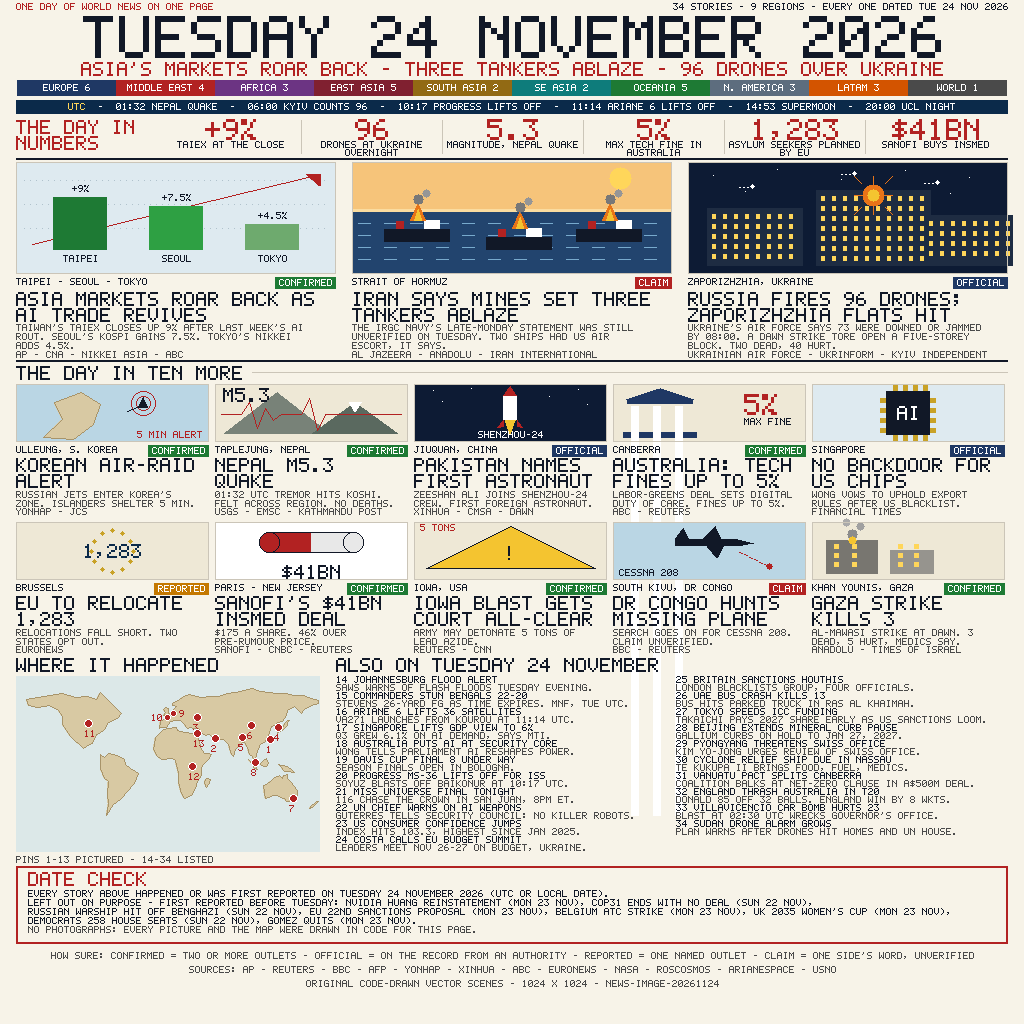 ONE DAY OF WORLD NEWS ON ONE PAGE
34 STORIES - 9 REGIONS - EVERY ONE DATED TUE 24 NOV 2026
TUESDAY 24 NOVEMBER 2026
ASIA'S MARKETS ROAR BACK - THREE TANKERS ABLAZE - 96 DRONES OVER UKRAINE
EUROPE 6
MIDDLE EAST 4
AFRICA 3
EAST ASIA 5
SOUTH ASIA 2
SE ASIA 2
OCEANIA 5
N. AMERICA 3
LATAM 3
WORLD 1
UTC - 01:32 NEPAL QUAKE - 06:00 KYIV COUNTS 96 - 10:17 PROGRESS LIFTS OFF - 11:14 ARIANE 6 LIFTS OFF - 14:53 SUPERMOON - 20:00 UCL NIGHT
THE DAY IN
NUMBERS
+9%
TAIEX AT THE CLOSE
96
DRONES AT UKRAINE
OVERNIGHT
5.3
MAGNITUDE, NEPAL QUAKE
5%
MAX TECH FINE IN
AUSTRALIA
1,283
ASYLUM SEEKERS PLANNED
BY EU
$41BN
SANOFI BUYS INSMED
+9%
+7.5%
+4.5%
TAIPEI
SEOUL
TOKYO
TAIPEI - SEOUL - TOKYO
CONFIRMED
ASIA MARKETS ROAR BACK AS
AI TRADE REVIVES
TAIWAN'S TAIEX CLOSES UP 9% AFTER LAST WEEK'S AI
ROUT. SEOUL'S KOSPI GAINS 7.5%. TOKYO'S NIKKEI
ADDS 4.5%.
AP - CNA - NIKKEI ASIA - ABC
STRAIT OF HORMUZ
CLAIM
IRAN SAYS MINES SET THREE
TANKERS ABLAZE
THE IRGC NAVY'S LATE-MONDAY STATEMENT WAS STILL
UNVERIFIED ON TUESDAY. TWO SHIPS HAD US AIR
ESCORT, IT SAYS.
AL JAZEERA - ANADOLU - IRAN INTERNATIONAL
ZAPORIZHZHIA, UKRAINE
OFFICIAL
RUSSIA FIRES 96 DRONES;
ZAPORIZHZHIA FLATS HIT
UKRAINE'S AIR FORCE SAYS 73 WERE DOWNED OR JAMMED
BY 08:00. A DAWN STRIKE TORE OPEN A FIVE-STOREY
BLOCK. TWO DEAD, 40 HURT.
UKRAINIAN AIR FORCE - UKRINFORM - KYIV INDEPENDENT
THE DAY IN TEN MORE
5 MIN ALERT
ULLEUNG, S. KOREA
CONFIRMED
KOREAN AIR-RAID
ALERT
RUSSIAN JETS ENTER KOREA'S
ZONE. ISLANDERS SHELTER 5 MIN.
YONHAP - JCS
M5.3
TAPLEJUNG, NEPAL
CONFIRMED
NEPAL M5.3
QUAKE
01:32 UTC TREMOR HITS KOSHI.
FELT ACROSS REGION. NO DEATHS.
USGS - EMSC - KATHMANDU POST
SHENZHOU-24
JIUQUAN, CHINA
OFFICIAL
PAKISTAN NAMES
FIRST ASTRONAUT
ZEESHAN ALI JOINS SHENZHOU-24
CREW. FIRST FOREIGN ASTRONAUT.
XINHUA - CMSA - DAWN
5%
MAX FINE
CANBERRA
CONFIRMED
AUSTRALIA: TECH
FINES UP TO 5%
LABOR-GREENS DEAL SETS DIGITAL
DUTY OF CARE. FINES UP TO 5%.
ABC - REUTERS
AI
SINGAPORE
OFFICIAL
NO BACKDOOR FOR
US CHIPS
WONG VOWS TO UPHOLD EXPORT
RULES AFTER US BLACKLIST.
FINANCIAL TIMES
1,283
BRUSSELS
REPORTED
EU TO RELOCATE
1,283
RELOCATIONS FALL SHORT. TWO
STATES OPT OUT.
EURONEWS
$41BN
PARIS - NEW JERSEY
CONFIRMED
SANOFI'S $41BN
INSMED DEAL
$175 A SHARE. 46% OVER
PRE-RUMOUR PRICE.
SANOFI - CNBC - REUTERS
5 TONS
!
IOWA, USA
CONFIRMED
IOWA BLAST GETS
COURT ALL-CLEAR
ARMY MAY DETONATE 5 TONS OF
LEAD AZIDE.
REUTERS - CNN
CESSNA 208
SOUTH KIVU, DR CONGO
CLAIM
DR CONGO HUNTS
MISSING PLANE
SEARCH GOES ON FOR CESSNA 208.
CLAIM UNVERIFIED.
BBC - REUTERS
KHAN YOUNIS, GAZA
CONFIRMED
GAZA STRIKE
KILLS 3
AL-MAWASI STRIKE AT DAWN. 3
DEAD, 5 HURT, MEDICS SAY.
ANADOLU - TIMES OF ISRAEL
WHERE IT HAPPENED
10
9
3
11
13
2
5
6
1
4
8
12
7
PINS 1-13 PICTURED - 14-34 LISTED
ALSO ON TUESDAY 24 NOVEMBER
14 JOHANNESBURG FLOOD ALERT
SAWS WARNS OF FLASH FLOODS TUESDAY EVENING.
15 COMMANDERS STUN BENGALS 22-20
STEVENS 26-YARD FG AS TIME EXPIRES. MNF, TUE UTC.
16 ARIANE 6 LIFTS 36 SATELLITES
VA271 LAUNCHES FROM KOUROU AT 11:14 UTC.
17 SINGAPORE LIFTS GDP VIEW TO 6%
Q3 GREW 6.1% ON AI DEMAND, SAYS MTI.
18 AUSTRALIA PUTS AI AT SECURITY CORE
WONG TELLS PARLIAMENT AI RESHAPES POWER.
19 DAVIS CUP FINAL 8 UNDER WAY
SEASON FINALS OPEN IN BOLOGNA.
20 PROGRESS MS-36 LIFTS OFF FOR ISS
SOYUZ BLASTS OFF BAIKONUR AT 10:17 UTC.
21 MISS UNIVERSE FINAL TONIGHT
116 CHASE THE CROWN IN SAN JUAN, 8PM ET.
22 UN CHIEF WARNS ON AI WEAPONS
GUTERRES TELLS SECURITY COUNCIL: NO KILLER ROBOTS.
23 US CONSUMER CONFIDENCE JUMPS
INDEX HITS 103.3, HIGHEST SINCE JAN 2025.
24 COSTA CALLS EU BUDGET SUMMIT
LEADERS MEET NOV 26-27 ON BUDGET, UKRAINE.
25 BRITAIN SANCTIONS HOUTHIS
LONDON BLACKLISTS GROUP, FOUR OFFICIALS.
26 UAE BUS CRASH KILLS 13
BUS HITS PARKED TRUCK IN RAS AL KHAIMAH.
27 TOKYO SPEEDS ICC FUNDING
TAKAICHI PAYS 2027 SHARE EARLY AS US SANCTIONS LOOM.
28 BEIJING EXTENDS MINERAL CURB PAUSE
GALLIUM CURBS ON HOLD TO JAN 27, 2027.
29 PYONGYANG THREATENS SWISS OFFICE
KIM YO-JONG URGES REVIEW OF SWISS OFFICE.
30 CYCLONE RELIEF SHIP DUE IN NASSAU
TE KUKUPA II BRINGS FOOD, FUEL, MEDICS.
31 VANUATU PACT SPLITS CANBERRA
COALITION BALKS AT NET-ZERO CLAUSE IN A$500M DEAL.
32 ENGLAND THRASH AUSTRALIA IN T20
DONALD 85 OFF 32 BALLS. ENGLAND WIN BY 8 WKTS.
33 VILLAVICENCIO CAR BOMB HURTS 23
BLAST AT 02:30 UTC WRECKS GOVERNOR'S OFFICE.
34 SUDAN DRONE ALARM GROWS
PLAN WARNS AFTER DRONES HIT HOMES AND UN HOUSE.
DATE CHECK
EVERY STORY ABOVE HAPPENED OR WAS FIRST REPORTED ON TUESDAY 24 NOVEMBER 2026 (UTC OR LOCAL DATE).
LEFT OUT ON PURPOSE - FIRST REPORTED BEFORE TUESDAY: NVIDIA HUANG REINSTATEMENT (MON 23 NOV), COP31 ENDS WITH NO DEAL (SUN 22 NOV),
RUSSIAN WARSHIP HIT OFF BENGHAZI (SUN 22 NOV), EU 22ND SANCTIONS PROPOSAL (MON 23 NOV), BELGIUM ATC STRIKE (MON 23 NOV), UK 2035 WOMEN'S CUP (MON 23 NOV),
DEMOCRATS 258 HOUSE SEATS (SUN 22 NOV), GOMEZ QUITS (MON 23 NOV).
NO PHOTOGRAPHS: EVERY PICTURE AND THE MAP WERE DRAWN IN CODE FOR THIS PAGE.
HOW SURE: CONFIRMED = TWO OR MORE OUTLETS - OFFICIAL = ON THE RECORD FROM AN AUTHORITY - REPORTED = ONE NAMED OUTLET - CLAIM = ONE SIDE'S WORD, UNVERIFIED
SOURCES: AP - REUTERS - BBC - AFP - YONHAP - XINHUA - ABC - EURONEWS - NASA - ROSCOSMOS - ARIANESPACE - USNO
ORIGINAL CODE-DRAWN VECTOR SCENES - 1024 X 1024 - NEWS-IMAGE-20261124